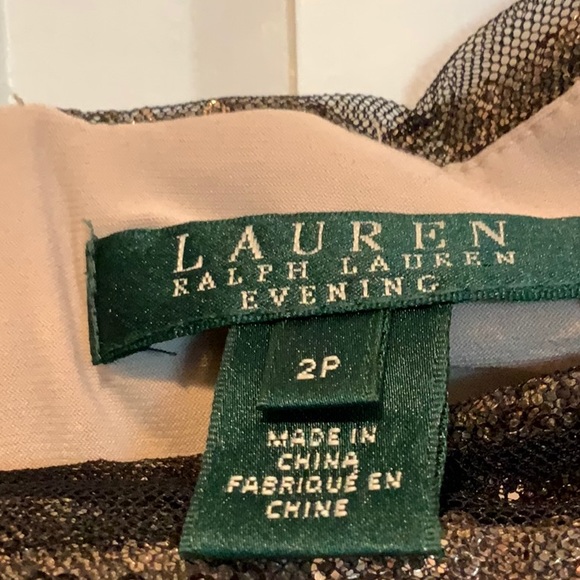 LAUREN
RALPH LAUREN
EVENING
2P
MADE IN
CHINA
FABRIQUÉ EN
CHINE